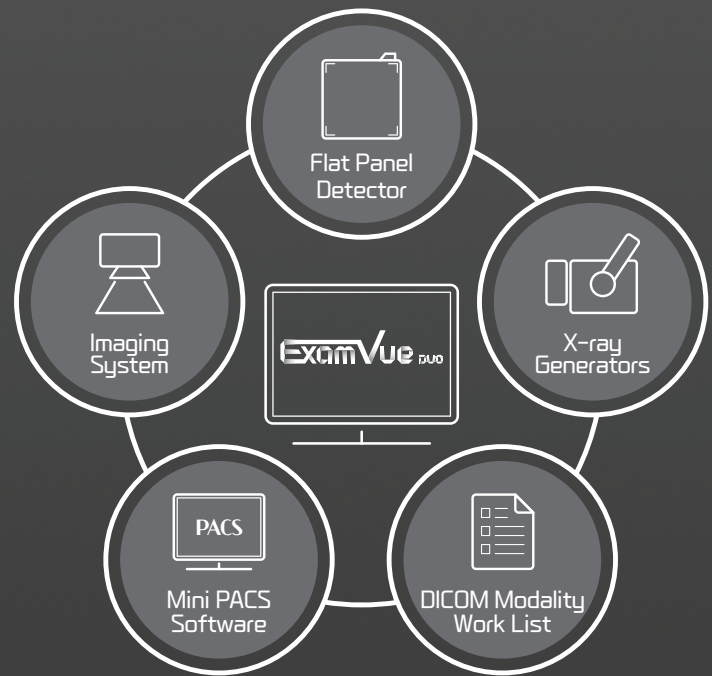 Flat Panel
Detector
Imaging
System
ExamVue DUO
X-ray
Generators
PACS
Mini PACS
Software
DICOM Modality
Work List